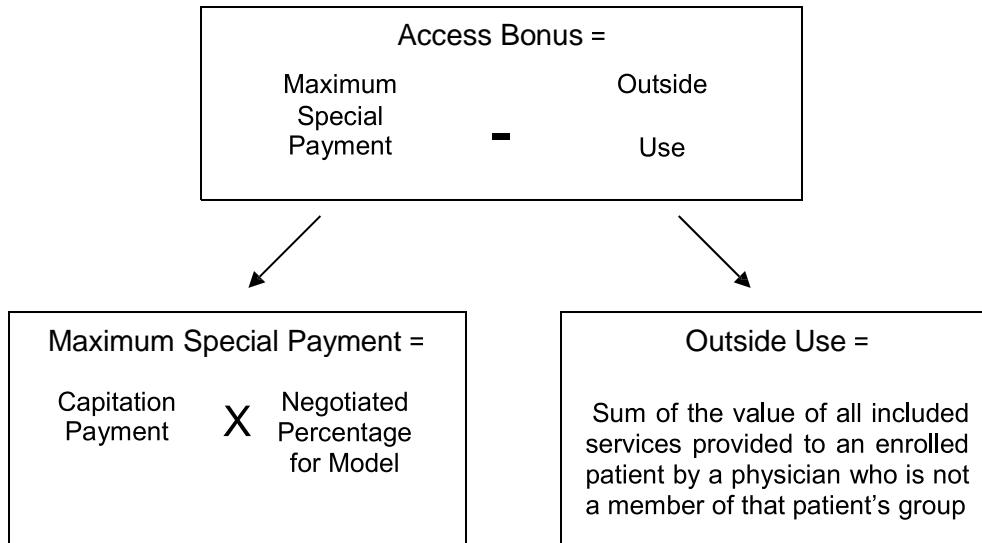 Access Bonus =
Maximum
Special
Payment
-
Outside
Use
Maximum Special Payment =
Capitation
Payment
X
Negotiated
Percentage
for Model
Outside Use =
Sum of the value of all included
services provided to an enrolled
patient by a physician who is not
a member of that patient's group